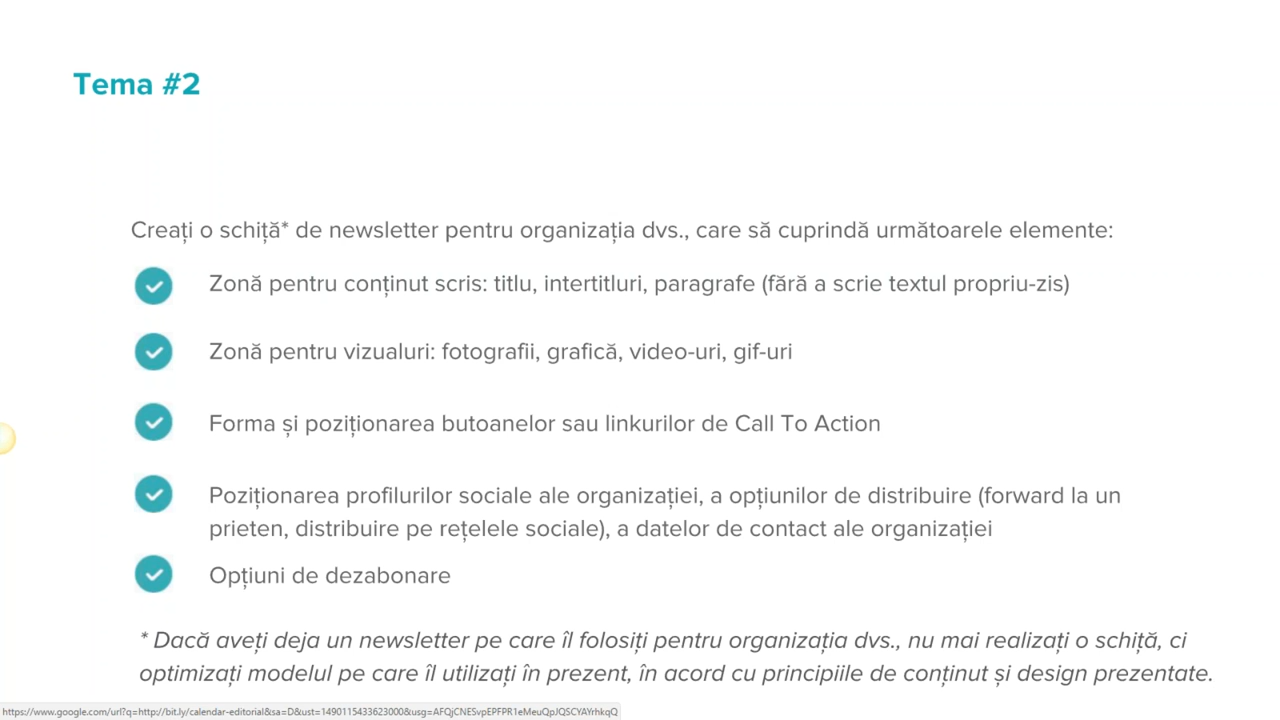 Tema #2
Creați o schiță* de newsletter pentru organizația dvs., care să cuprindă următoarele elemente:
Zonă pentru conținut scris: titlu, intertitluri, paragrafe (fără a scrie textul propriu-zis)
Zonă pentru vizualuri: fotografii, grafică, video-uri, gif-uri
Forma și poziționarea butoanelor sau linkurilor de Call To Action
Poziționarea profilurilor sociale ale organizației, a opțiunilor de distribuire (forward la un
prieten, distribuire pe rețelele sociale), a datelor de contact ale organizației
Opțiuni de dezabonare
* Dacă aveți deja un newsletter pe care îl folosiți pentru organizația dvs., nu mai realizați o schiță, ci
optimizați modelul pe care îl utilizați în prezent, în acord cu principiile de conținut și design prezentate.
https://www.google.com/url?q=http://bit.ly/calendar-editorial&sa=D&ust=1490115433623000&usg=AFQjCNESvpEPFPR1eMeuQpJQSCYAYrhkqQ